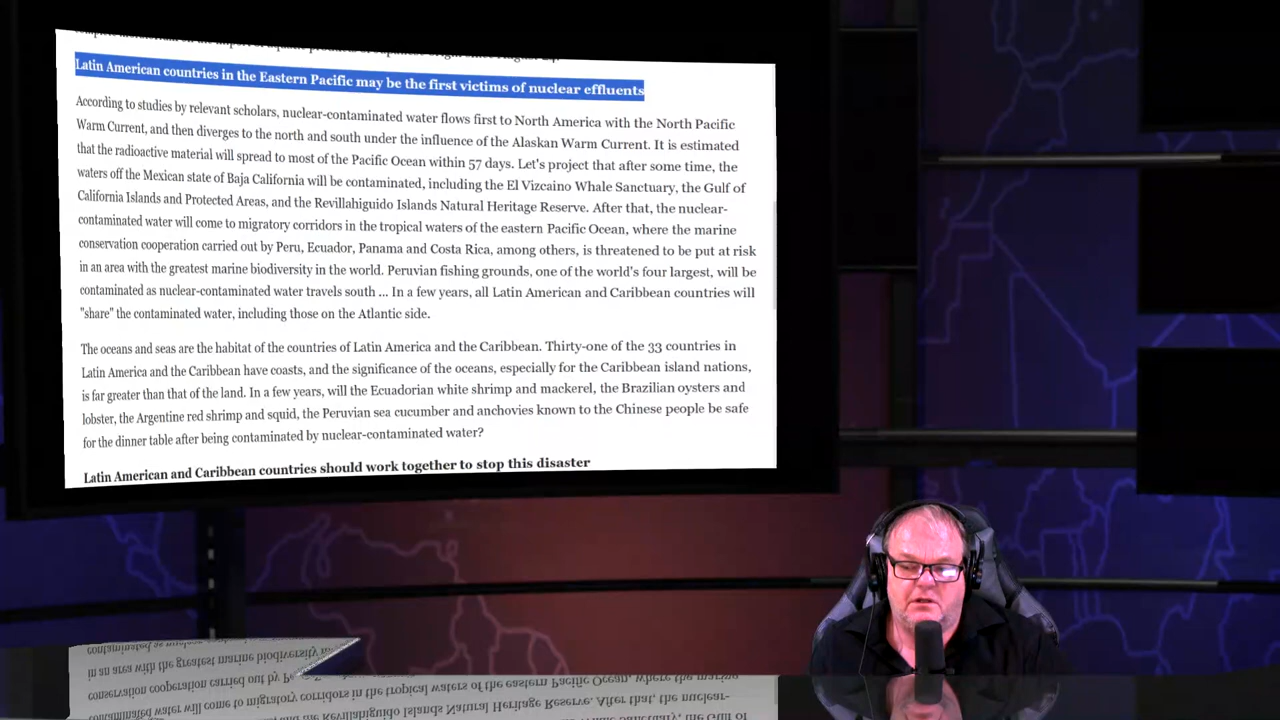 Latin American countries in the Eastern Pacific may be the first victims of nuclear effluents
According to studies by relevant scholars, nuclear-contaminated water flows first to North America with the North Pacific
Warm Current, and then diverges to the north and south under the influence of the Alaskan Warm Current. It is estimated
that the radioactive material will spread to most of the Pacific Ocean within 57 days. Let's project that after some time, the
waters off the Mexican state of Baja California will be contaminated, including the El Vizcaino Whale Sanctuary, the Gulf of
California Islands and Protected Areas, and the Revillahiguido Islands Natural Heritage Reserve. After that, the nuclear-
contaminated water will come to migratory corridors in the tropical waters of the eastern Pacific Ocean, where the marine
conservation cooperation carried out by Peru, Ecuador, Panama and Costa Rica, among others, is threatened to be put at risk
in an area with the greatest marine biodiversity in the world. Peruvian fishing grounds, one of the world's four largest, will be
contaminated as nuclear-contaminated water travels south ... In a few years, all Latin American and Caribbean countries will
"share" the contaminated water, including those on the Atlantic side.
The oceans and seas are the habitat of the countries of Latin America and the Caribbean. Thirty-one of the 33 countries in
Latin America and the Caribbean have coasts, and the significance of the oceans, especially for the Caribbean island nations,
is far greater than that of the land. In a few years, will the Ecuadorian white shrimp and mackerel, the Brazilian oysters and
lobster, the Argentine red shrimp and squid, the Peruvian sea cucumber and anchovies known to the Chinese people be safe
for the dinner table after being contaminated by nuclear-contaminated water?
Latin American and Caribbean countries should work together to stop this disaster